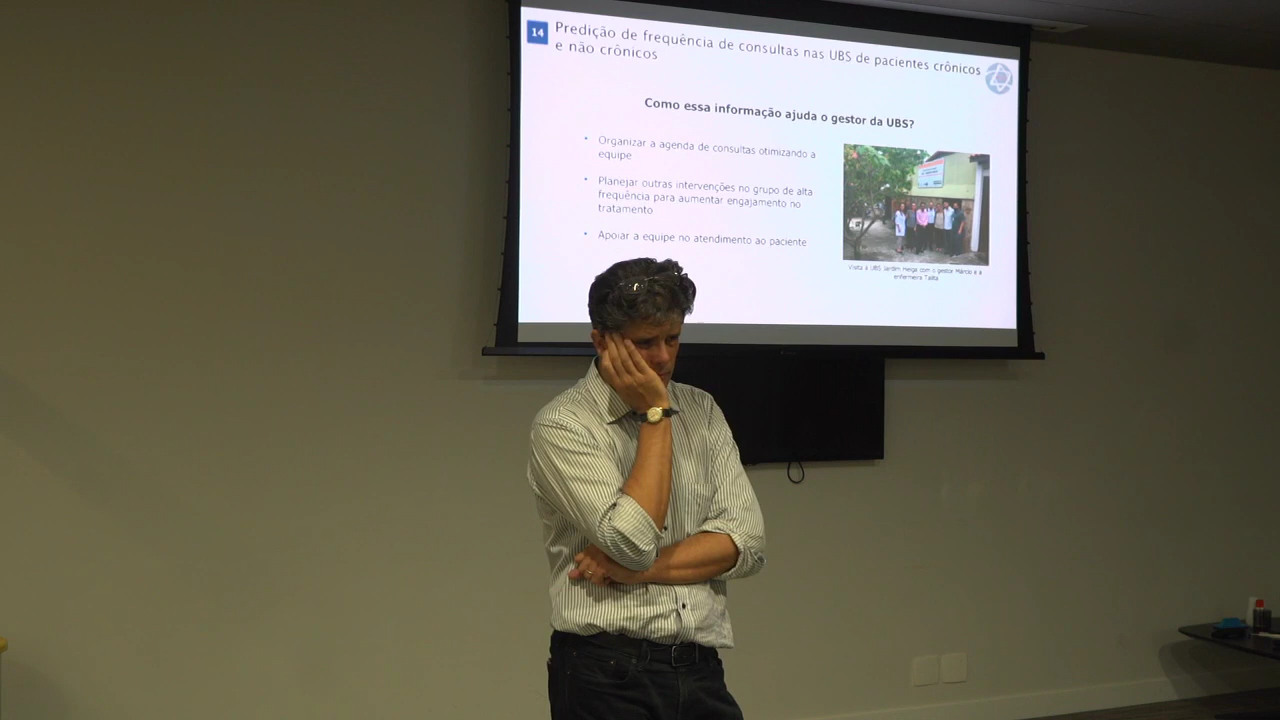 14
Predição de frequência de consultas nas UBS de pacientes crônicos
e não crônicos
Como essa informação ajuda o gestor da UBS?
• Organizar a agenda de consultas otimizando a
equipe
• Planejar outras intervenções no grupo de alta
frequência para aumentar engajamento no
tratamento
• Apoiar a equipe no atendimento ao paciente
Visita à UBS Jardim Helga com o gestor Márcio e a
enfermeira Talita